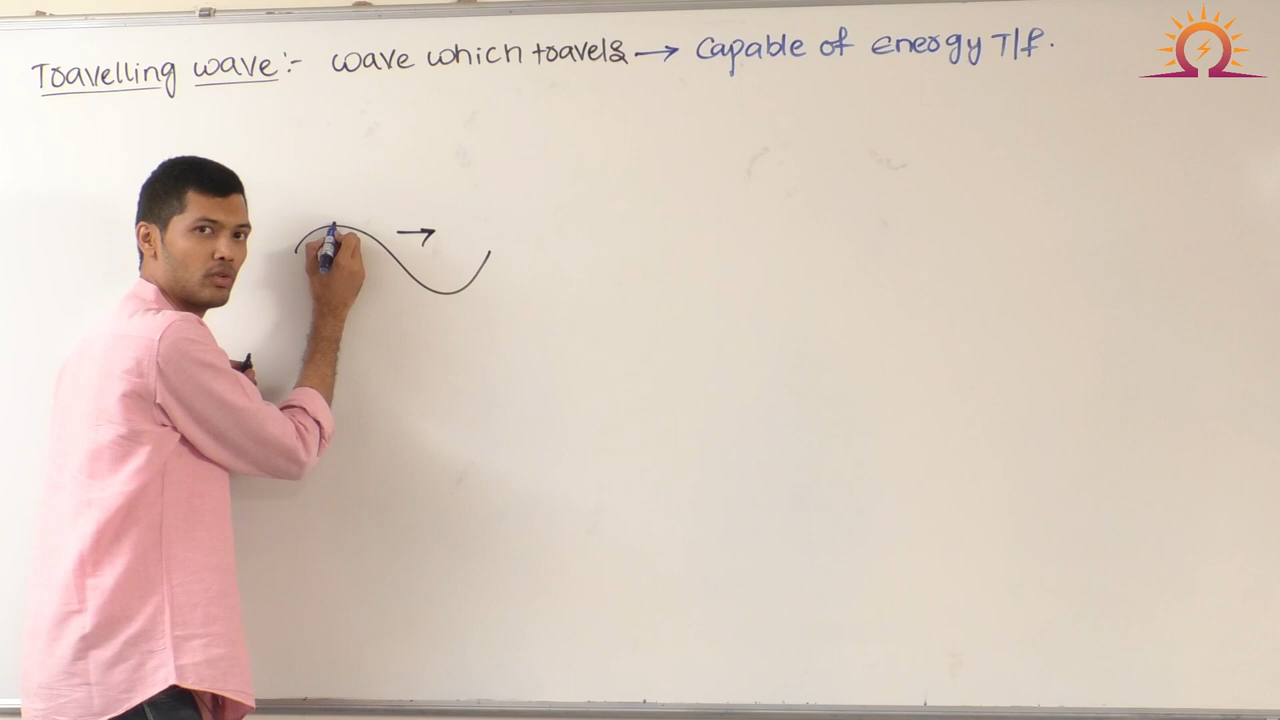 Travelling wave :- wave which travels → Capable of energy T/f.